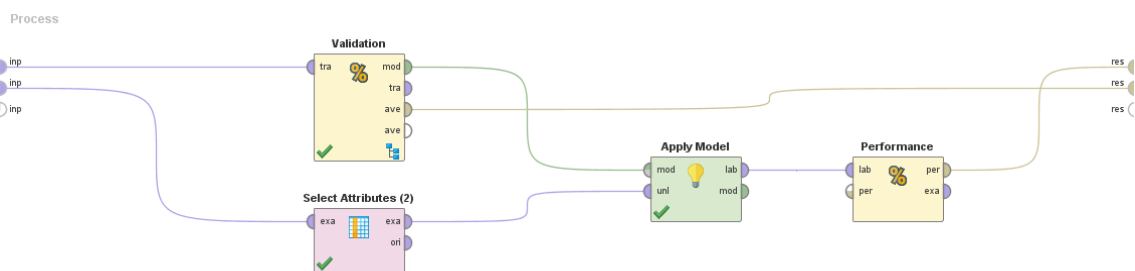 Process
Validation
inp
tra
mod
res
inp
tra
res
inp
ave
res
ave
Apply Model
Performance
mod
lab
lab
per
unl
mod
per
exa
Select Attributes (2)
exa
exa
ori